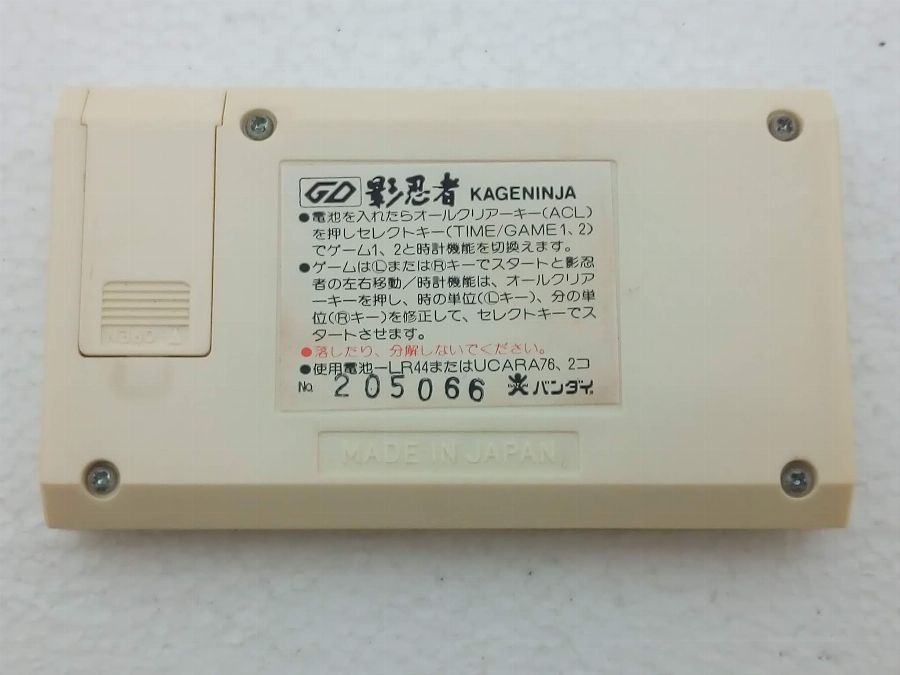 GD 影忍者 KAGENINJA
●電池を入れたらオールクリアーキー(ACL)
を押しセレクトキー(TIME/GAME1、2)
でゲーム1、2と時計機能を切換えます。
●ゲームはⓁまたはⓇキーでスタートと影忍
者の左右移動／時計機能は、オールクリア
ーキーを押し、時の単位(Ⓛキー)、分の単
位(Ⓡキー)を修正して、セレクトキーでス
タートさせます。
●落したり、分解しないでください。
●使用電池—LR44またはUCARA76、2コ
No. 205066 バンダイ
OPEN
MADE IN JAPAN